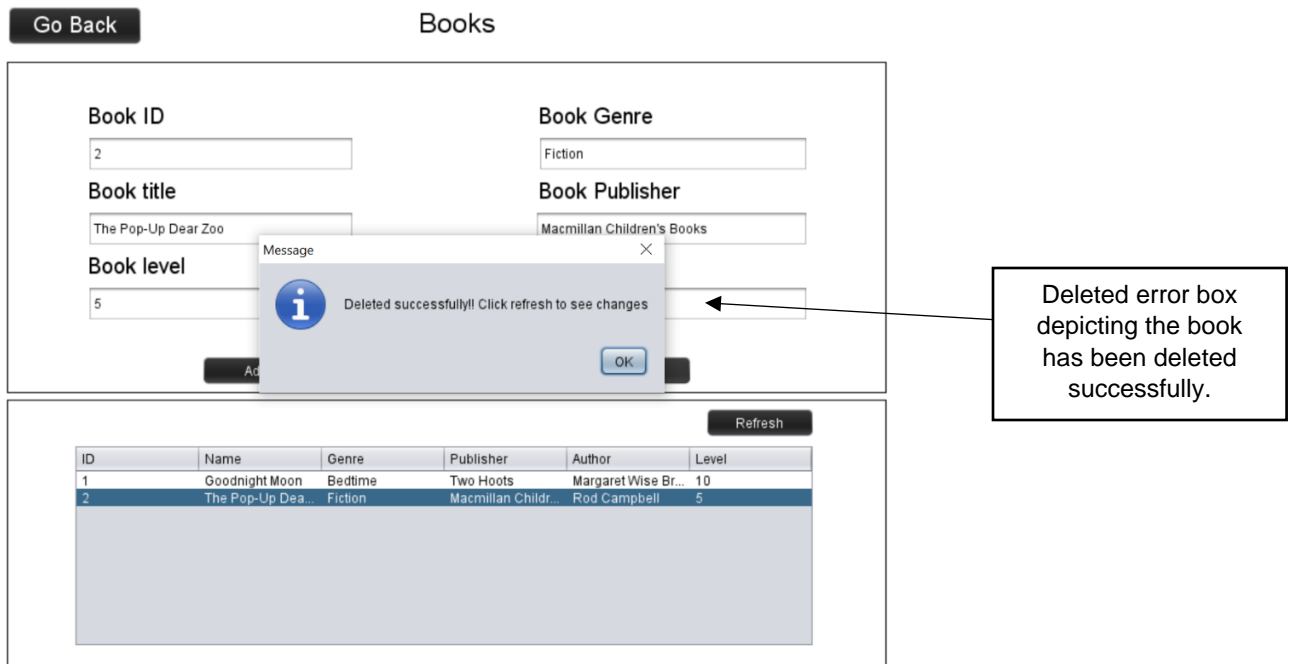 Go Back
Books
Book ID
Book Genre
2
Fiction
Book title
Book Publisher
The Pop-Up Dear Zoo
Macmillan Children's Books
Message
Book level
5
Deleted successfully!! Click refresh to see changes
OK
Ad
Deleted error box
depicting the book
has been deleted
successfully.
Refresh
ID Name Genre Publisher Author Level
1 Goodnight Moon Bedtime Two Hoots Margaret Wise Br... 10
2 The Pop-Up Dea... Fiction Macmillan Childr... Rod Campbell 5